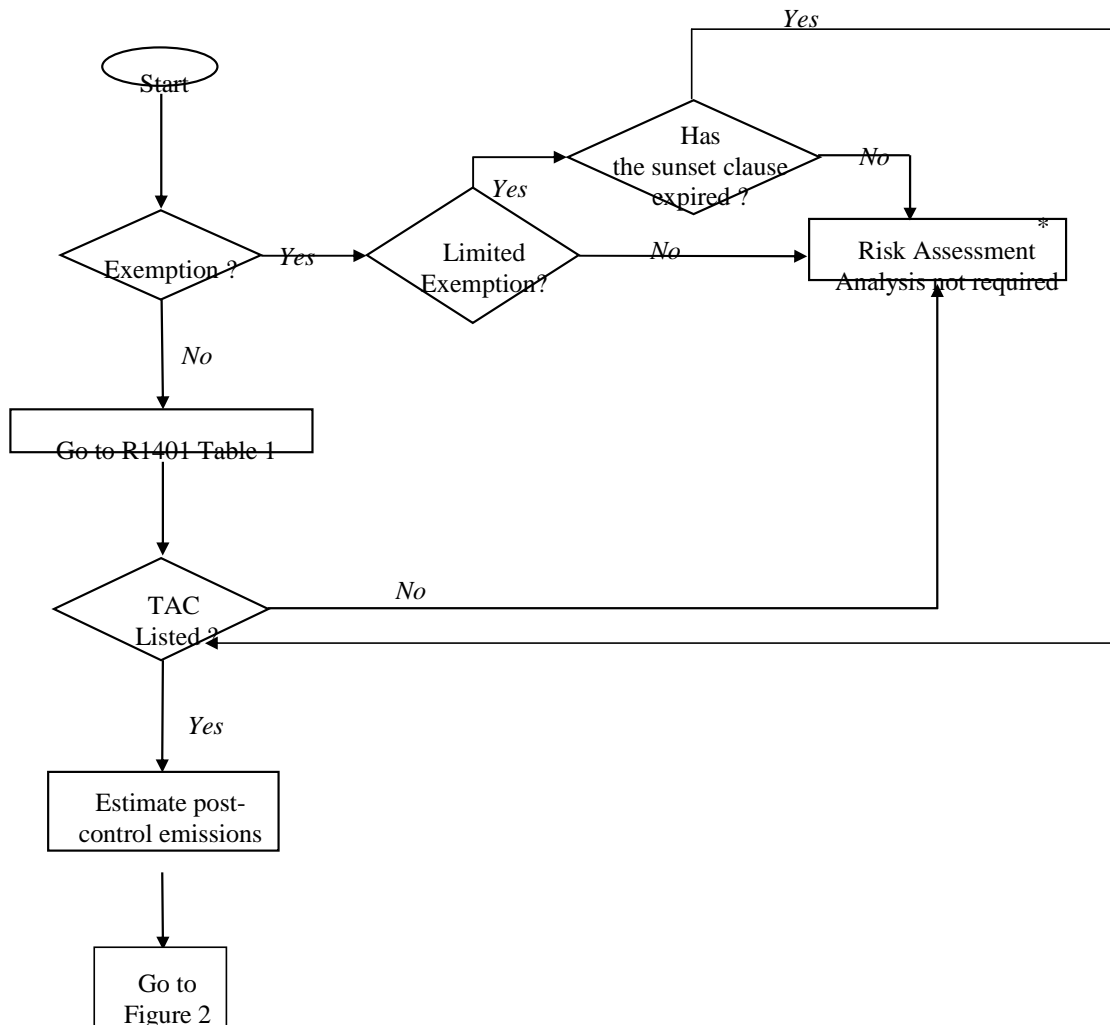 Yes
Start
Has
the sunset clause
expired ?
No
Yes
*
Exemption ?
Yes
Limited
Exemption?
No
Risk Assessment
Analysis not required
No
Go to R1401 Table 1
TAC
Listed ?
No
Yes
Estimate post-
control emissions
Go to
Figure 2